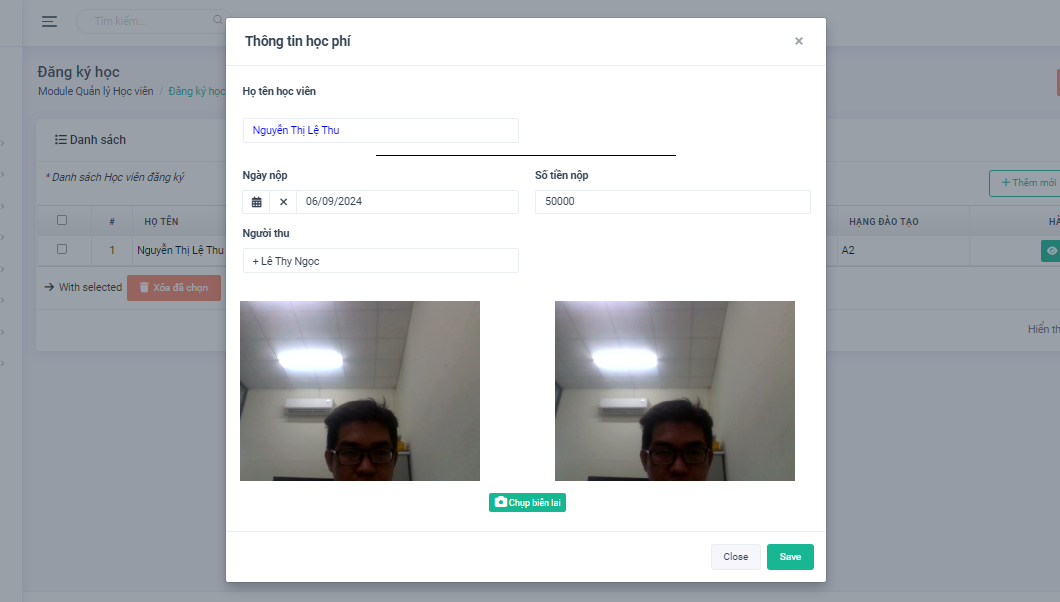 Tìm kiếm...
Thông tin học phí
×
Đăng ký học
Module Quản lý Học viên / Đăng ký học
Họ tên học viên
Nguyễn Thị Lệ Thu
Danh sách
* Danh sách Học viên đăng ký
Ngày nộp
Số tiền nộp
06/09/2024
50000
+ Thêm mới
# HỌ TÊN
HẠNG ĐÀO TẠO
Người thu
1 Nguyễn Thị Lệ Thu
A2
+ Lê Thy Ngọc
With selected
Xóa đã chọn
Hiển
Chụp biên lai
Close
Save